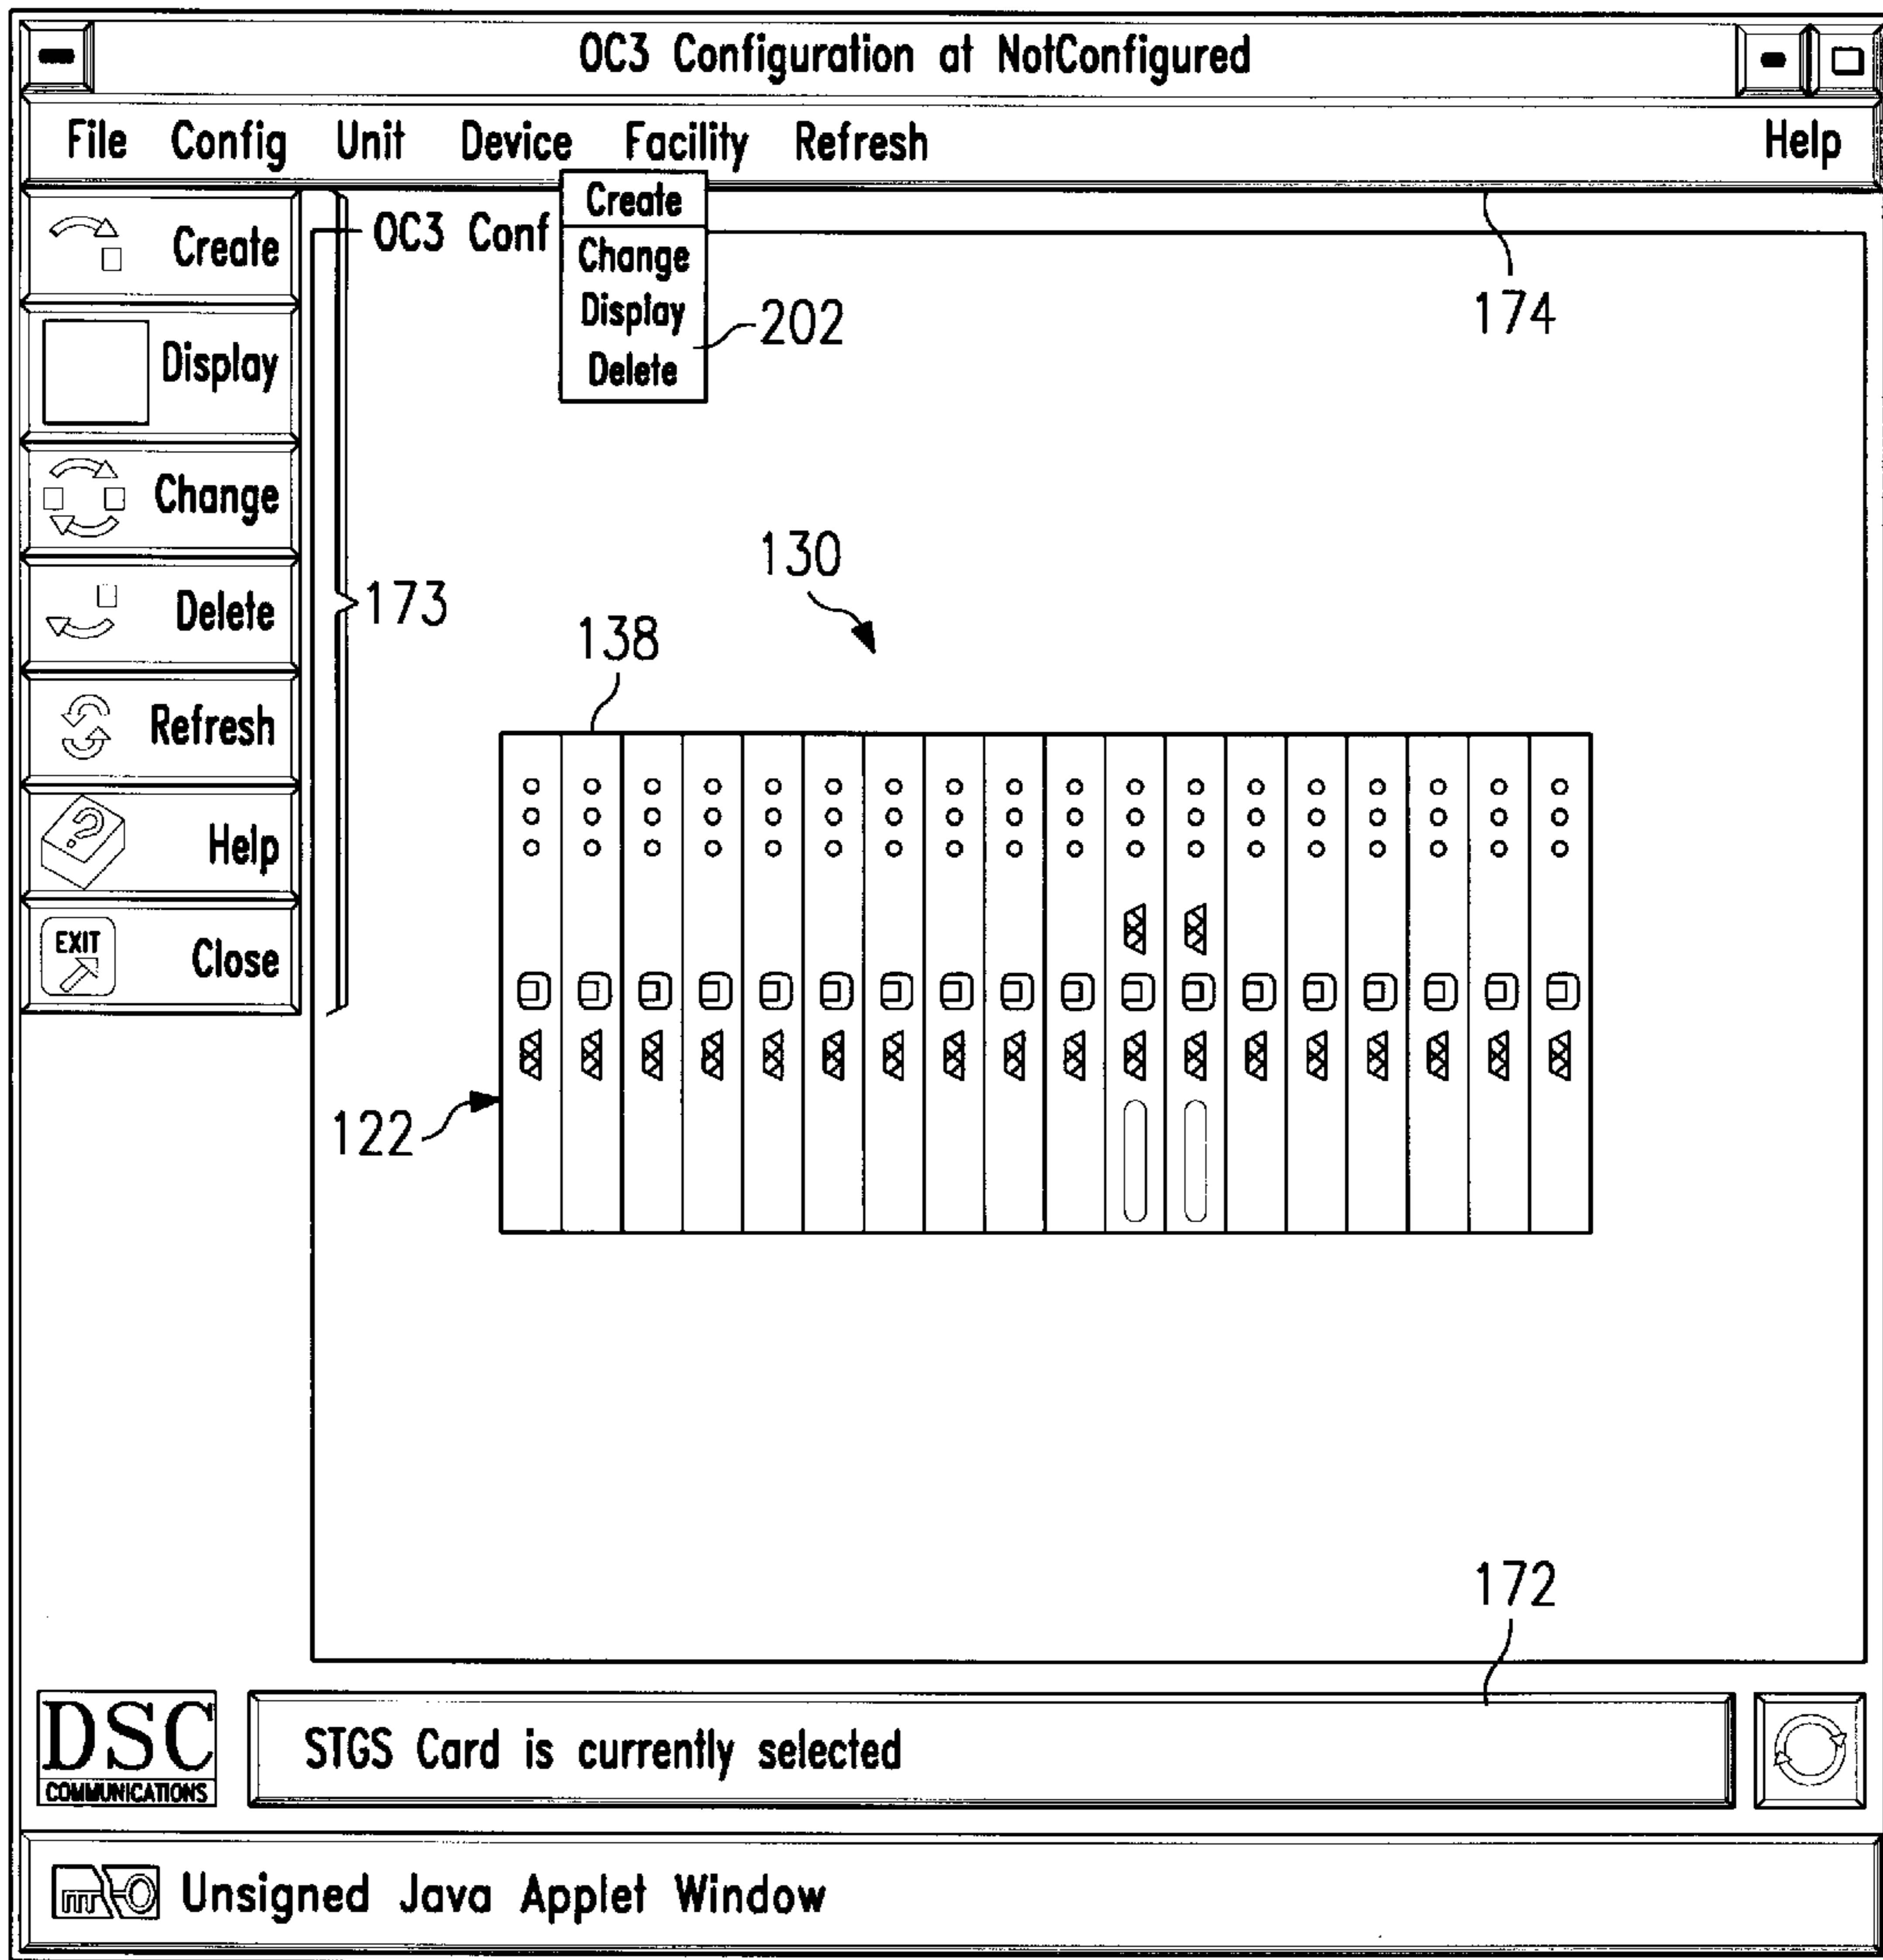 OC3 Configuration at NotConfigured
File Config Unit Device Facility Refresh Help
Create
OC3 Conf
Create
Change
Display
Delete
202
174
Display
Change
Delete
Refresh
Help
EXIT
Close
173
130
138
122
172
DSC
COMMUNICATIONS
STGS Card is currently selected
Unsigned Java Applet Window